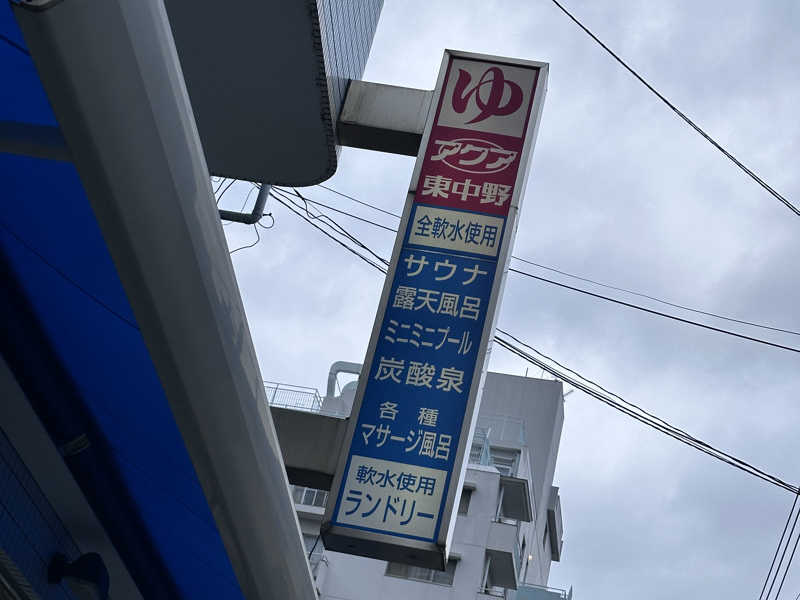 ゆ
アクア
東中野
全軟水使用
サウナ
露天風呂
ミニミニプール
炭酸泉
各種
マサージ風呂
軟水使用
ランドリー